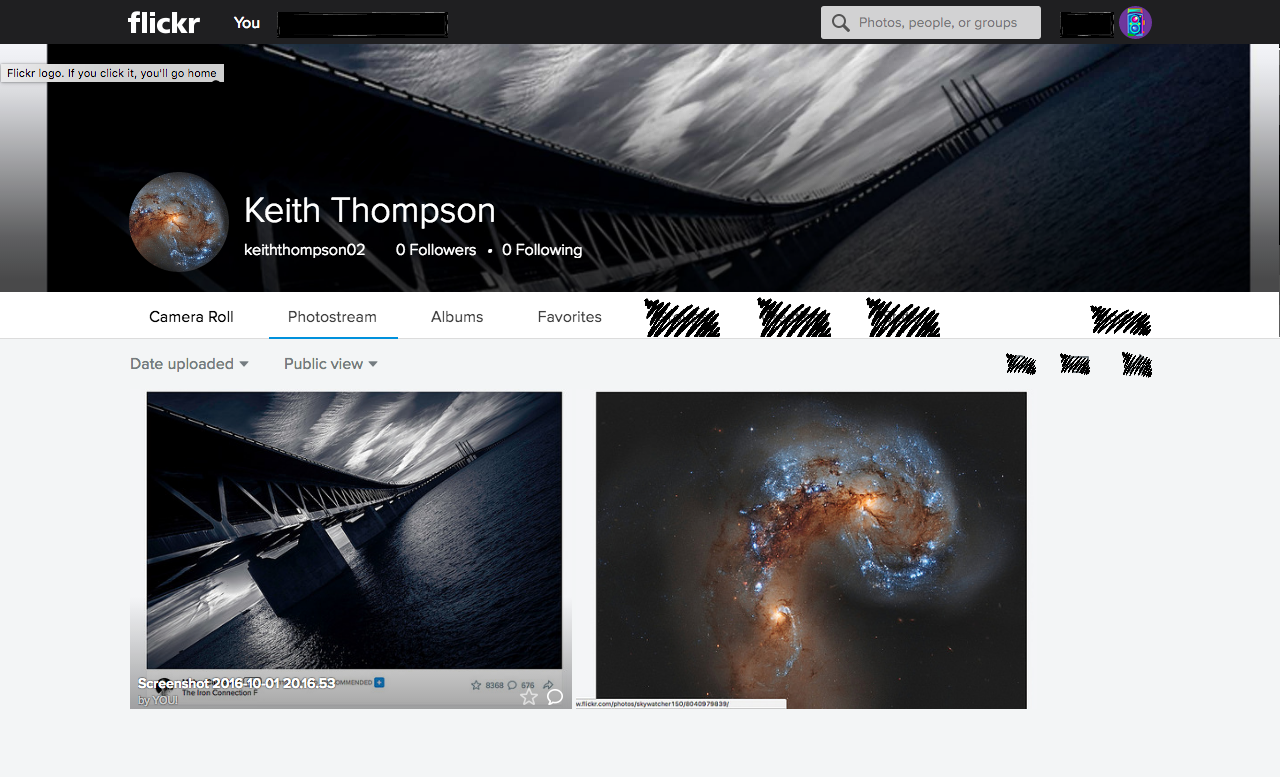 flickr You
Photos, people, or groups
Flickr logo. If you click it, you'll go home
Keith Thompson
keiththompson02 0 Followers • 0 Following
Camera Roll Photostream Albums Favorites
Date uploaded Public view
Screenshot 2016-10-01 20.16.53
by YOU!
The Iron Connection F
8368 676
w.flickr.com/photos/skywatcher150/8040979839/